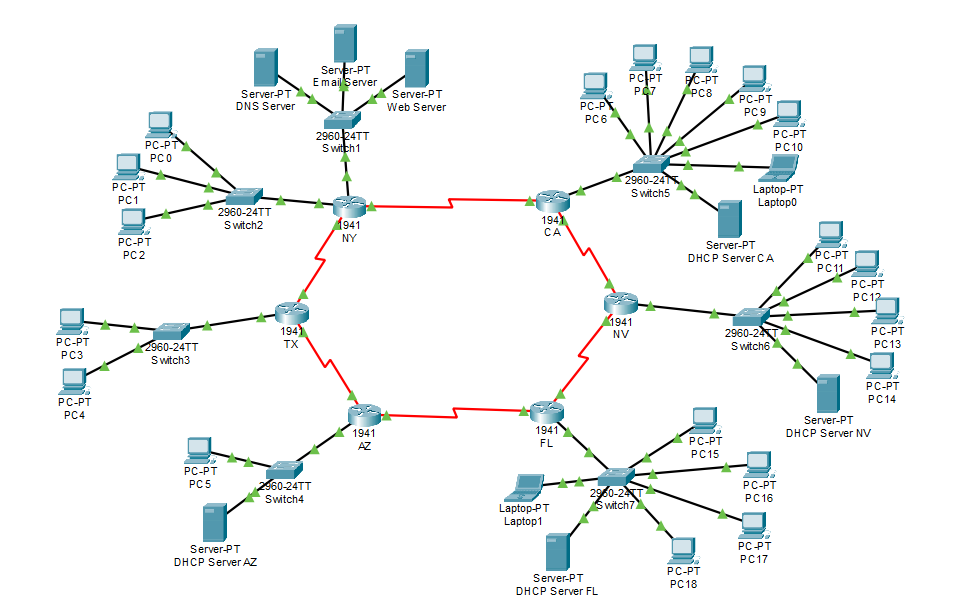 Server-PT
DNS Server
Server-PT
Email Server
Server-PT
Web Server
2960-24TT
Switch1
PC-PT
PC0
PC-PT
PC1
PC-PT
PC2
2960-24TT
Switch2
1941
NY
1941
CA
PC-PT
PC6
PC-PT
PC7
PC-PT
PC8
PC-PT
PC9
PC-PT
PC10
2960-24TT
Switch5
Laptop-PT
Laptop0
Server-PT
DHCP Server CA
PC-PT
PC11
PC-PT
PC12
PC-PT
PC13
PC-PT
PC14
1941
NV
2960-24TT
Switch6
Server-PT
DHCP Server NV
1941
TX
PC-PT
PC3
2960-24TT
Switch3
PC-PT
PC4
1941
AZ
1941
FL
PC-PT
PC5
2960-24TT
Switch4
Server-PT
DHCP Server AZ
PC-PT
PC15
PC-PT
PC16
2960-24TT
Switch7
Laptop-PT
Laptop1
PC-PT
PC17
PC-PT
PC18
Server-PT
DHCP Server FL